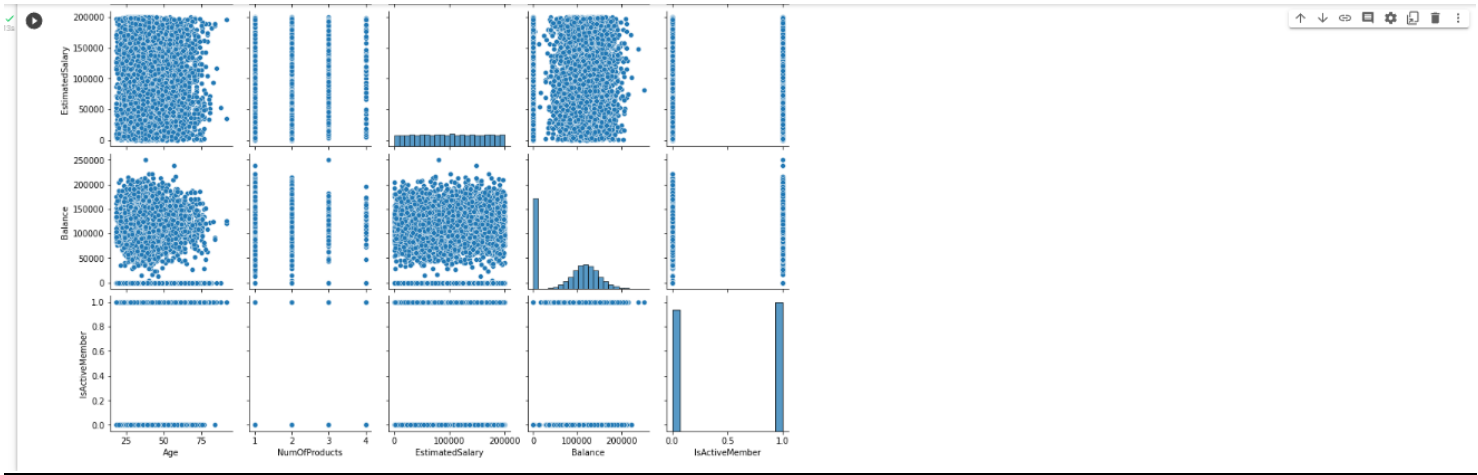 13s
200000
150000
100000
50000
0
EstimatedSalary
250000
200000
150000
100000
50000
0
Balance
1.0
0.8
0.6
0.4
0.2
0.0
IsActiveMember
25 50 75
Age
1 2 3 4
NumOfProducts
0 100000 200000
EstimatedSalary
0 100000 200000
Balance
0.0 0.5 1.0
IsActiveMember